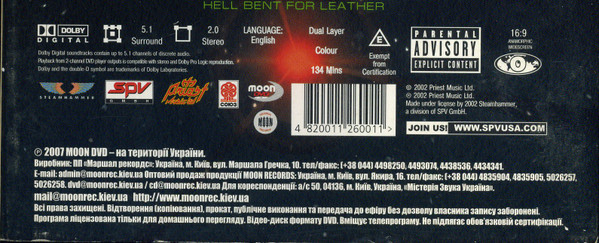 HELL BENT FOR LEATHER
DOLBY DIGITAL
5.1 Surround
2.0 Stereo
LANGUAGE: English
Dual Layer
Colour
134 Mins
E
Exempt from Certification
PARENTAL
ADVISORY
EXPLICIT CONTENT
16:9
ANAMORPHIC
WIDESCREEN
Dolby Digital soundtracks contain up to 5.1 channels of discrete audio.
Playback from 2-channel DVD player outputs is compatible with stereo and Dolby Pro Logic reproduction.
Dolby and the double-D symbol are trademarks of Dolby Laboratories.
STEAMHAMMER
SPV
GMBH
СОЮЗ
moon
MOON
4 820011 260011 >
℗ 2002 Priest Music Ltd.
© 2002 Priest Music Ltd.
Made under license by 2002 Steamhammer,
a division of SPV GmbH.
JOIN US! WWW.SPVUSA.COM
℗ 2007 MOON DVD – на території України.
Виробник: ПП «Маршал рекордс»: Україна, м. Київ, вул. Маршала Гречка, 10. тел/факс: (+38 044) 4498250, 4493074, 4438536, 4434341.
E-mail: admin@moonrec.kiev.ua Оптовий продаж продукції MOON RECORDS: Україна, м. Київ, вул. Якира, 16. тел/факс: (+38 044) 4835904, 4835905, 5026257,
5026258. dvd@moonrec.kiev.ua / cd@moonrec.kiev.ua Для кореспонденції: а/с 50, 04136, м. Київ, Україна, «Містерія Звука Україна».
mail@moonrec.kiev.ua http://www.moonrec.kiev.ua
Всі права захищені. Відтворення (копіювання), прокат, публічне виконання та передача до ефіру без дозволу власника запису заборонені.
Програма ліцензована тільки для домашнього перегляду. Відео-диск формату DVD. Вміщує телепрограму. Не підлягає обов'язковій сертифікації.